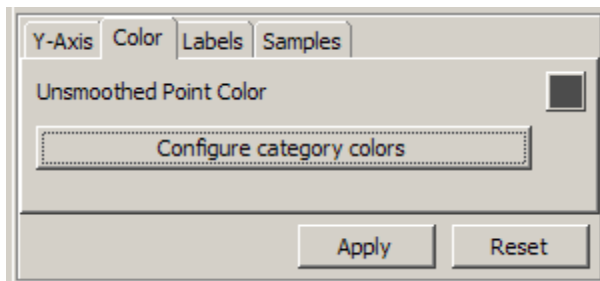 Y-Axis Color Labels Samples
Unsmoothed Point Color
Configure category colors
Apply Reset